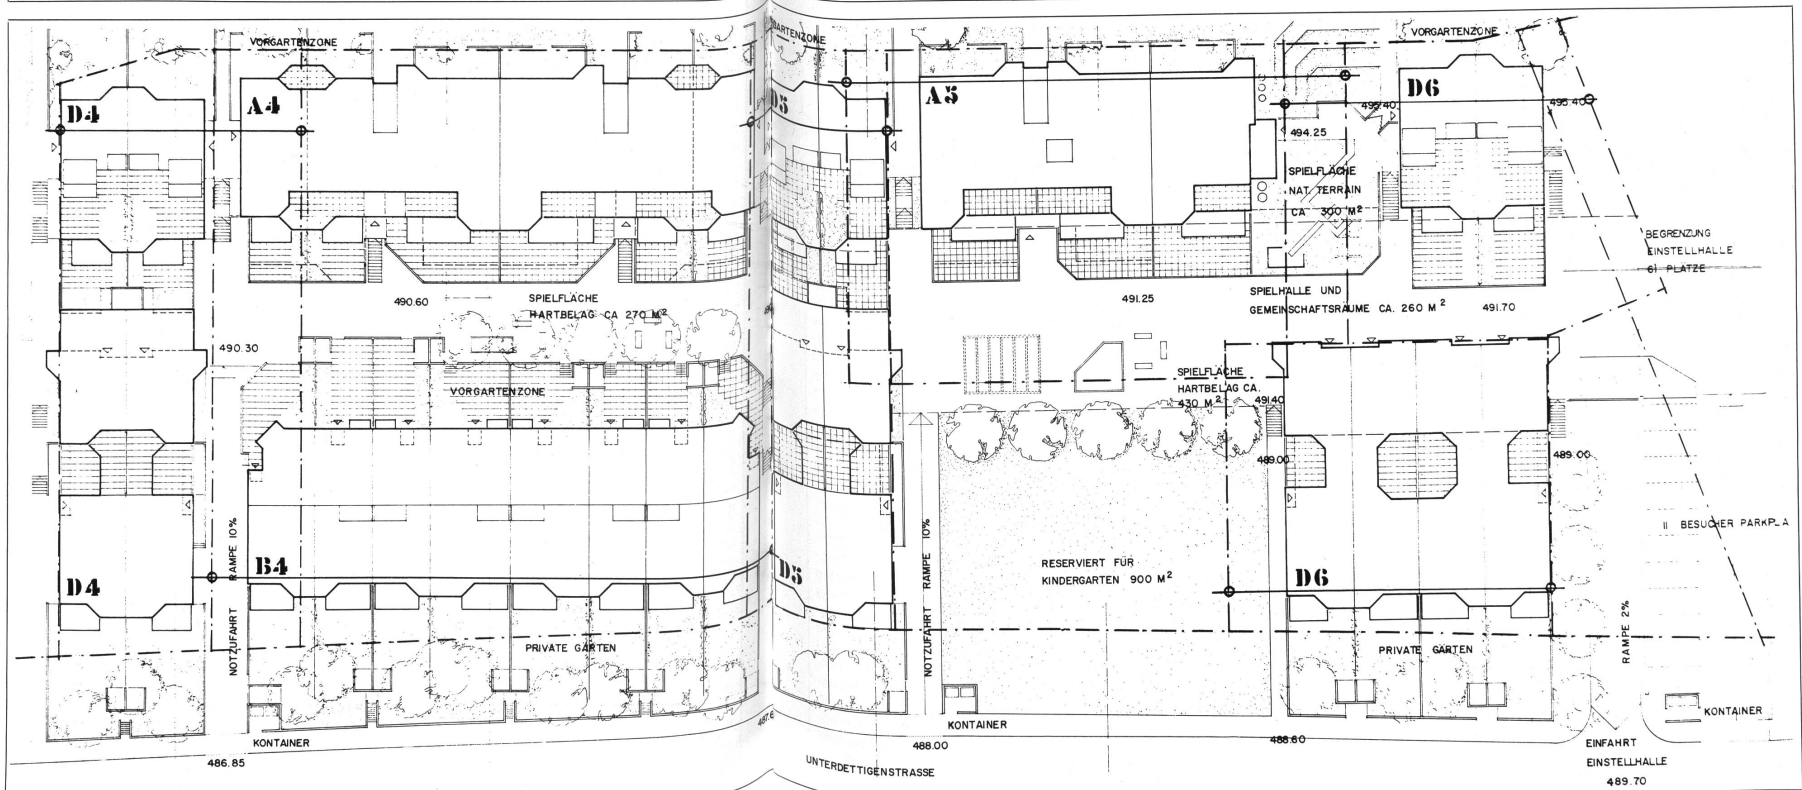 VORGARTENZONE
GARTENZONE
VORGARTENZONE
D4
A4
D5
A5
D6
495.40
495.40
494.25
SPIELFLÄCHE
NAT. TERRAIN
CA 300 M²
BEGRENZUNG
EINSTELLHALLE
61 PLÄTZE
490.60
SPIELFLÄCHE
HARTBELAG CA 270 M²
491.25
SPIELHALLE UND
GEMEINSCHAFTSRÄUME CA. 260 M²
491.70
490.30
VORGARTENZONE
SPIELFLÄCHE
HARTBELAG CA.
430 M²
491.40
489.00
489.00
RAMPE 10%
NOTZUFAHRT
RAMPE 10%
NOTZUFAHRT
11 BESUCHER PARKPLA
RESERVIERT FÜR
KINDERGARTEN 900 M²
D4
B4
D5
D6
RAMPE 2%
PRIVATE GÄRTEN
PRIVATE GÄRTEN
KONTAINER
KONTAINER
KONTAINER
486.85
488.00
488.60
UNTERDETTIGENSTRASSE
EINFAHRT
EINSTELLHALLE
489.70